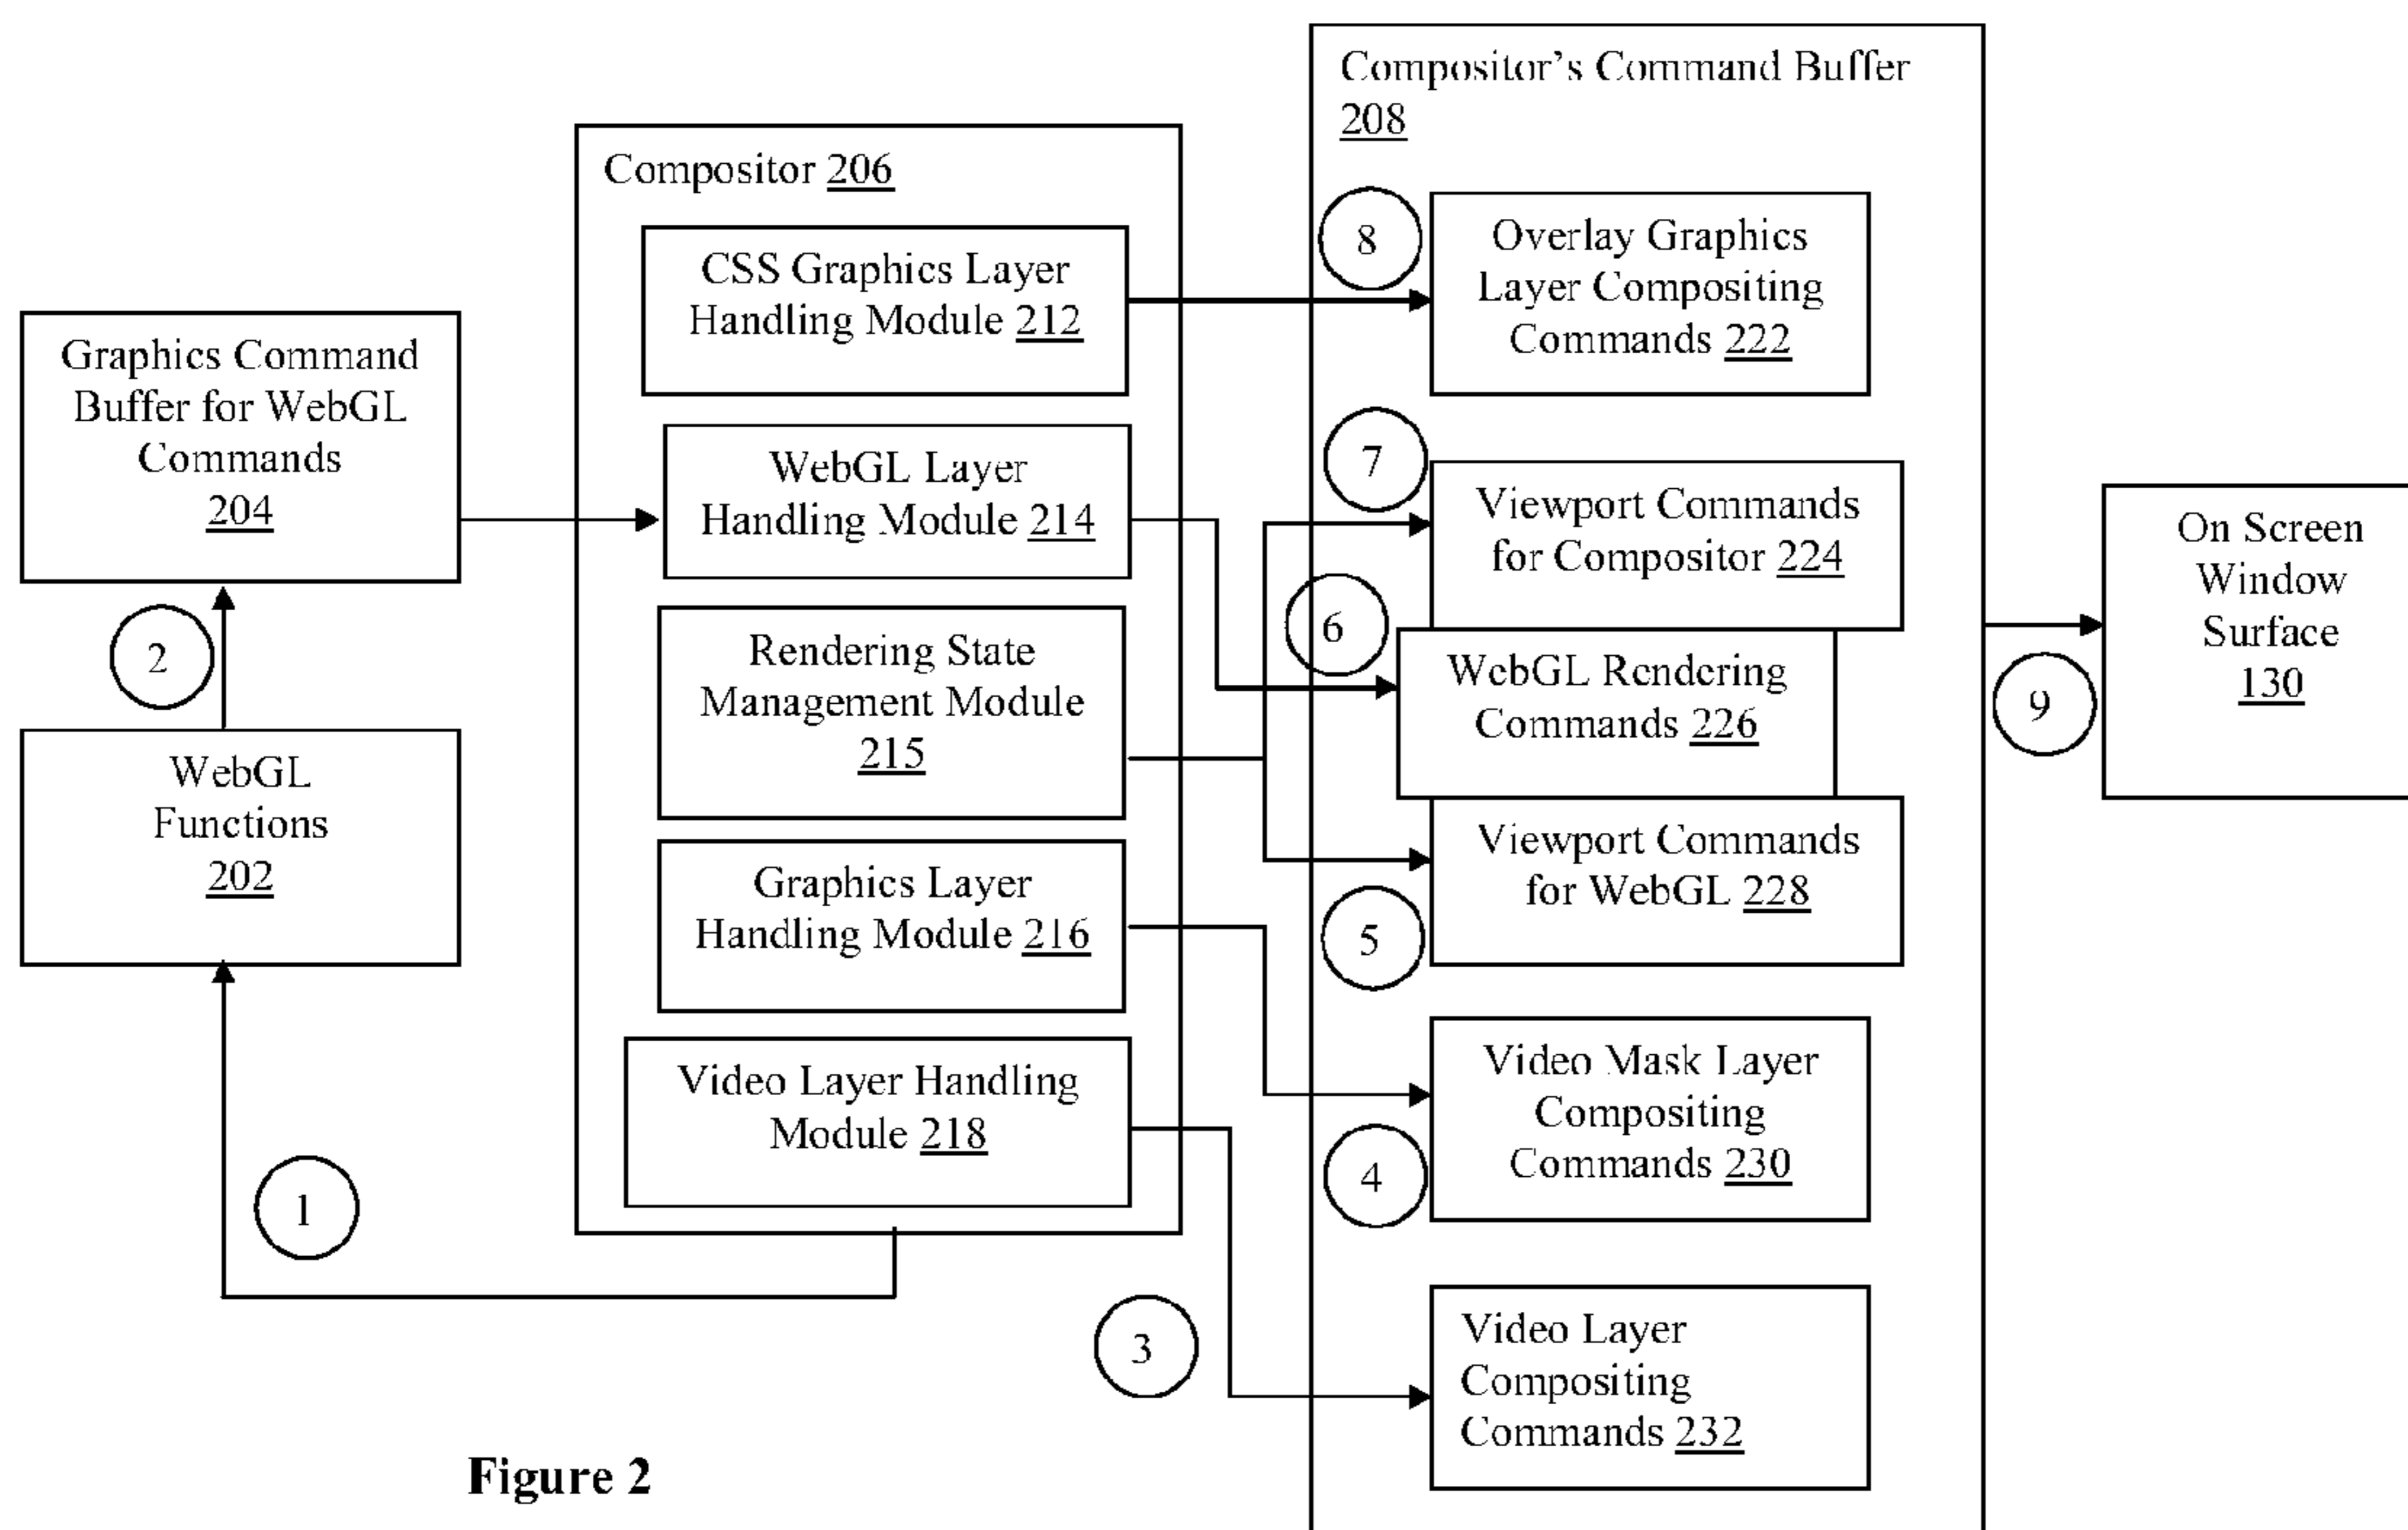 Compositor's Command Buffer
208
Compositor 206
CSS Graphics Layer
Handling Module 212
8
Overlay Graphics
Layer Compositing
Commands 222
Graphics Command
Buffer for WebGL
Commands
204
WebGL Layer
Handling Module 214
7
Viewport Commands
for Compositor 224
On Screen
Window
Surface
130
2
Rendering State
Management Module
215
6
WebGL Rendering
Commands 226
9
WebGL
Functions
202
Graphics Layer
Handling Module 216
Viewport Commands
for WebGL 228
5
Video Layer Handling
Module 218
Video Mask Layer
Compositing
Commands 230
4
1
3
Video Layer
Compositing
Commands 232
Figure 2